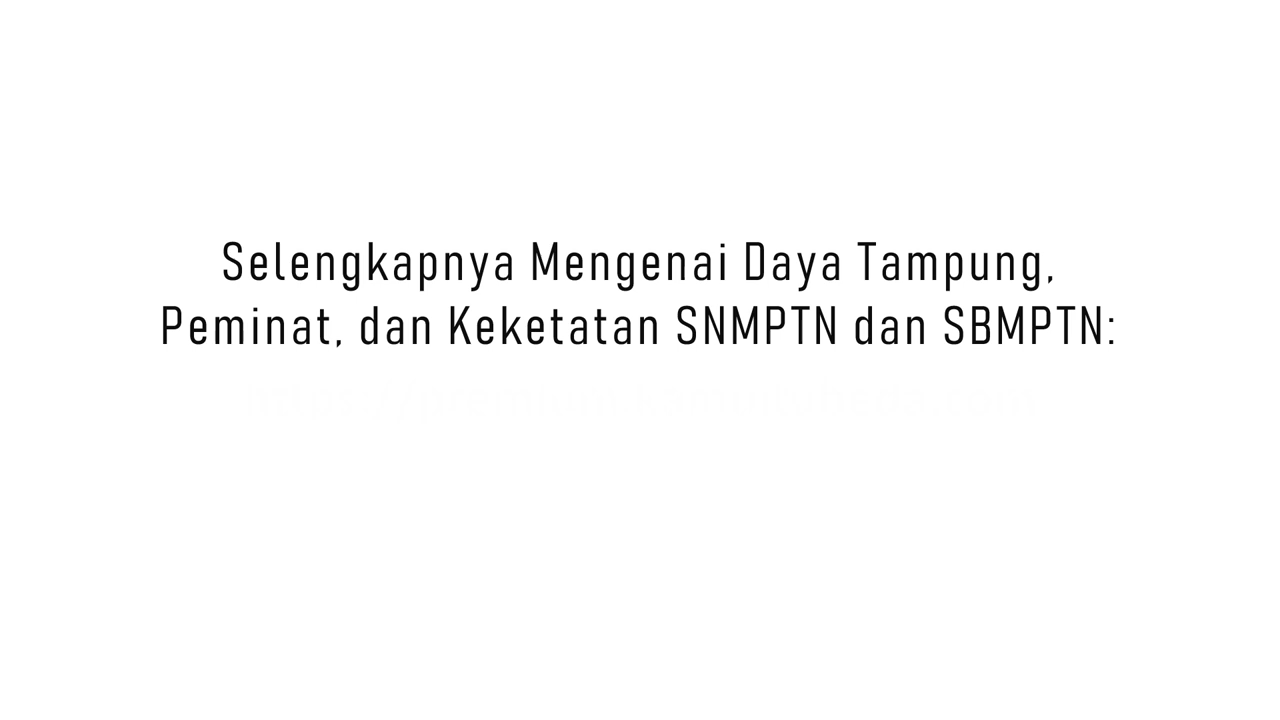 Selengkapnya Mengenai Daya Tampung,
Peminat, dan Keketatan SNMPTN dan SBMPTN: